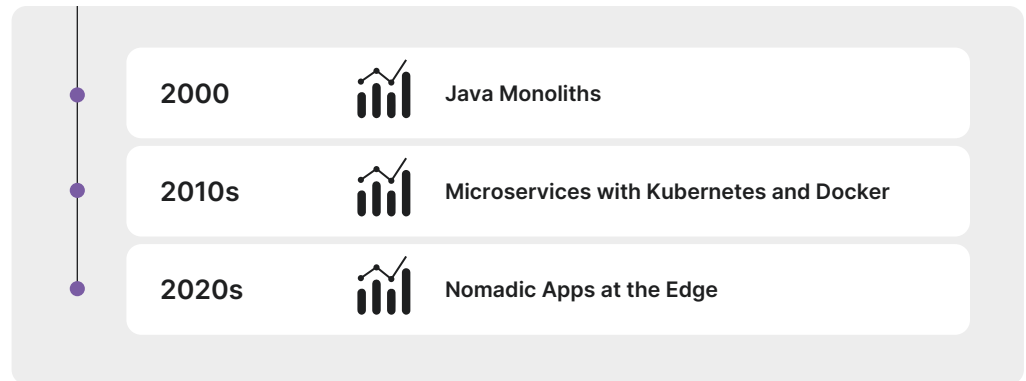 2000
Java Monoliths
2010s
Microservices with Kubernetes and Docker
2020s
Nomadic Apps at the Edge